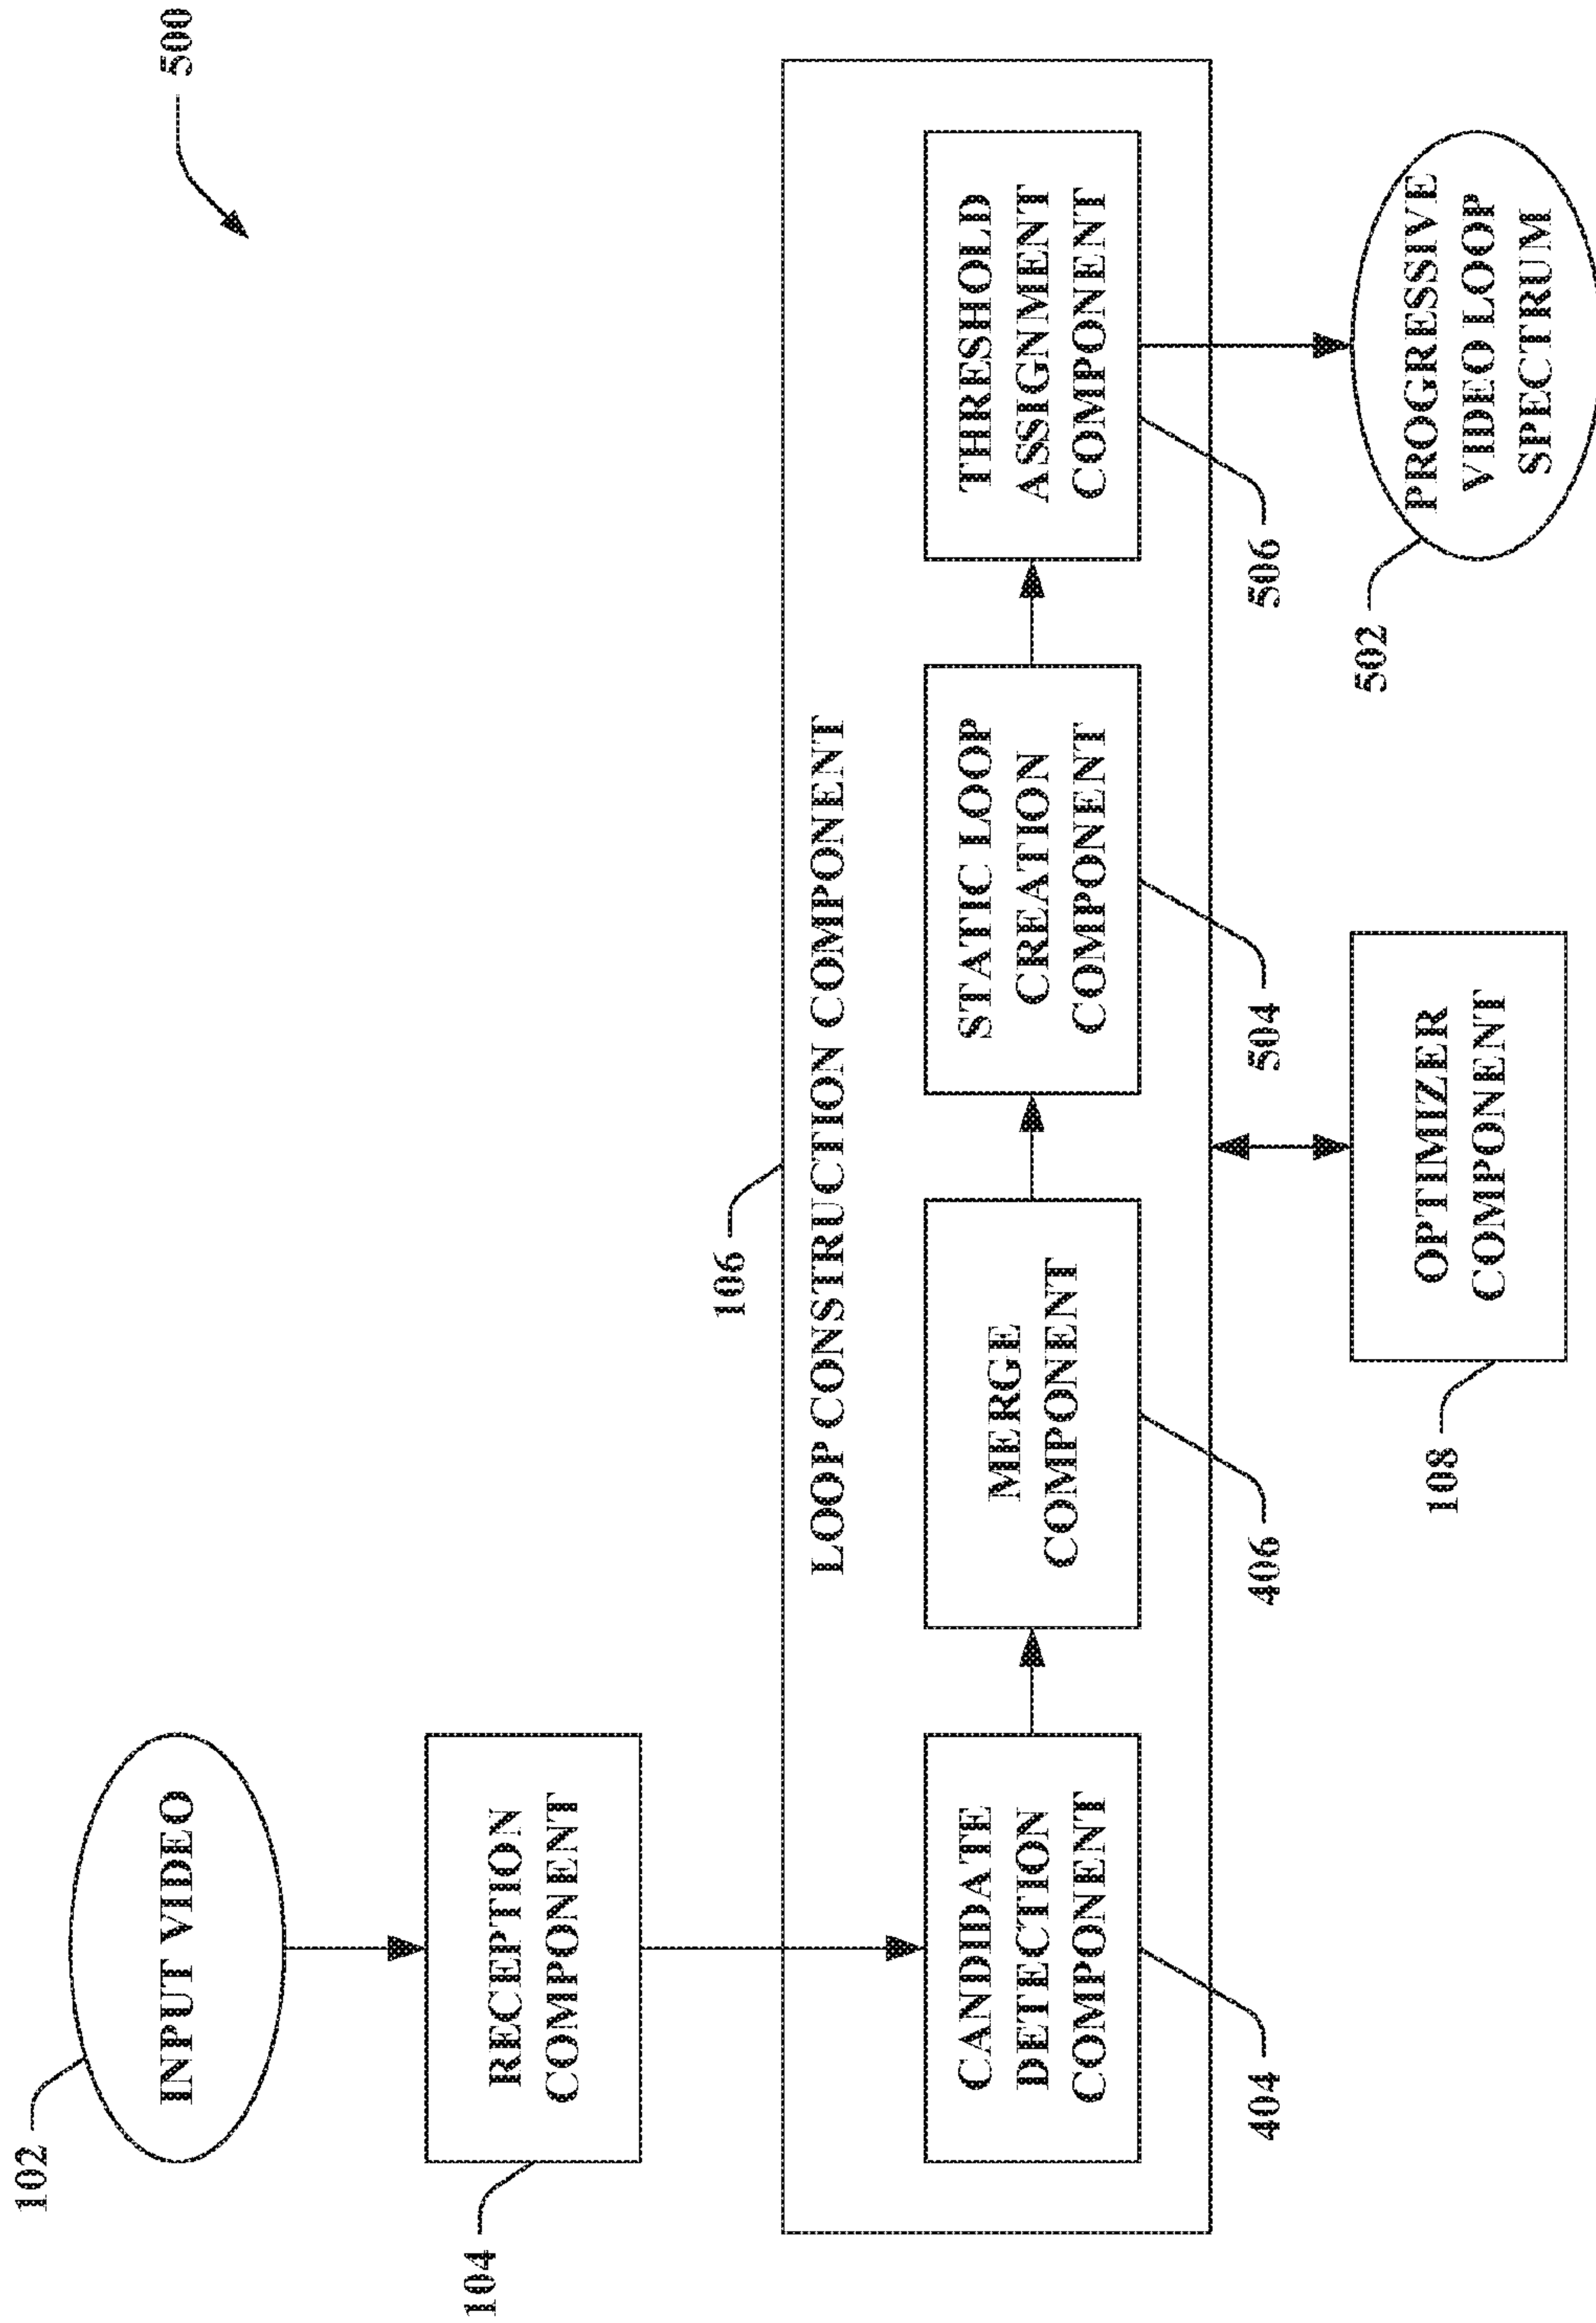 500
102
INPUT VIDEO
104
RECEPTION
COMPONENT
106
LOOP CONSTRUCTION COMPONENT
CANDIDATE
DETECTION
COMPONENT
404
MERGE
COMPONENT
406
STATIC LOOP
CREATION
COMPONENT
504
THRESHOLD
ASSIGNMENT
COMPONENT
506
108
OPTIMIZER
COMPONENT
502
PROGRESSIVE
VIDEO LOOP
SPECTRUM